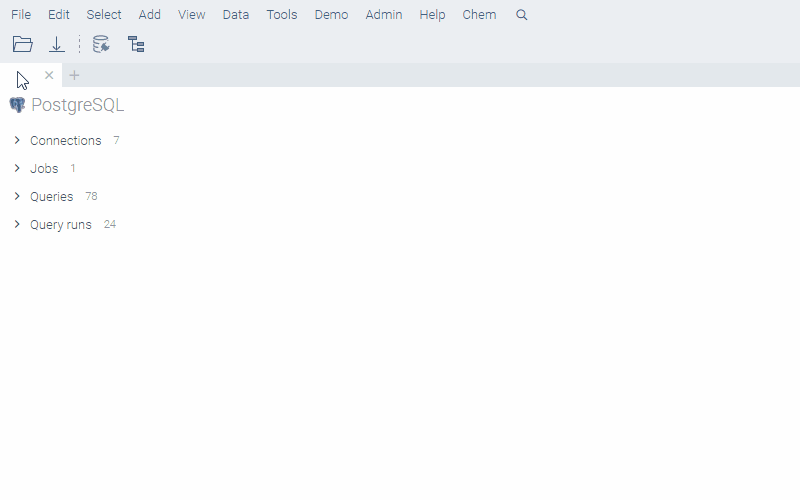 File Edit Select Add View Data Tools Demo Admin Help Chem
PostgreSQL
Connections 7
Jobs 1
Queries 78
Query runs 24